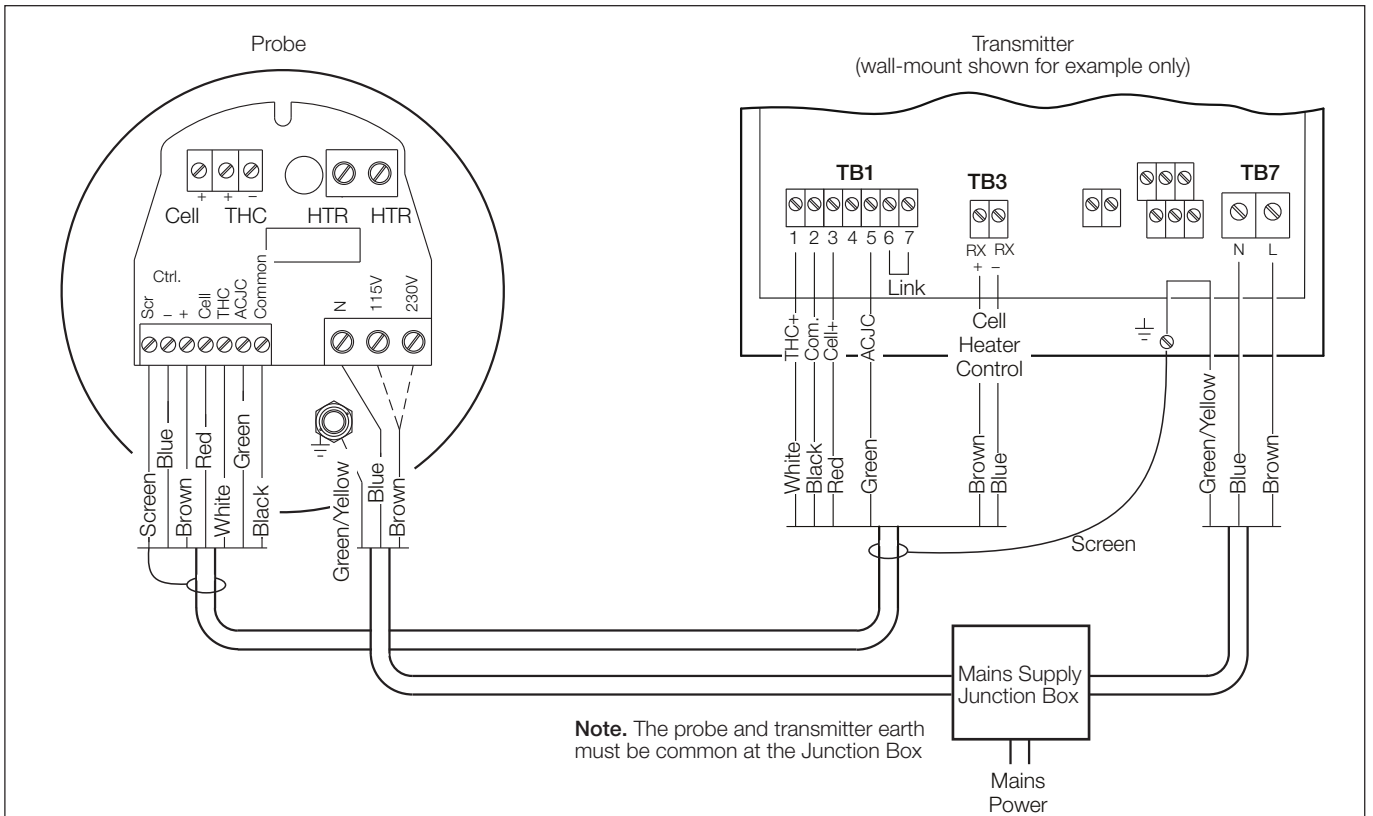 Probe
Transmitter
(wall-mount shown for example only)
+ + −
Cell THC HTR HTR
Ctrl.
Scr
−
+
Cell
THC
ACJC
Common
N
115V
230V
Screen
Blue
Brown
Red
White
Green
Black
Green/Yellow
Blue
Brown
TB1
TB3
TB7
1 2 3 4 5 6 7
Link
RX RX
+ −
N L
THC+
Com.
Cell+
ACJC
Cell
Heater
Control
White
Black
Red
Green
Brown
Blue
Green/Yellow
Blue
Brown
Screen
Mains Supply
Junction Box
Note. The probe and transmitter earth
must be common at the Junction Box
Mains
Power